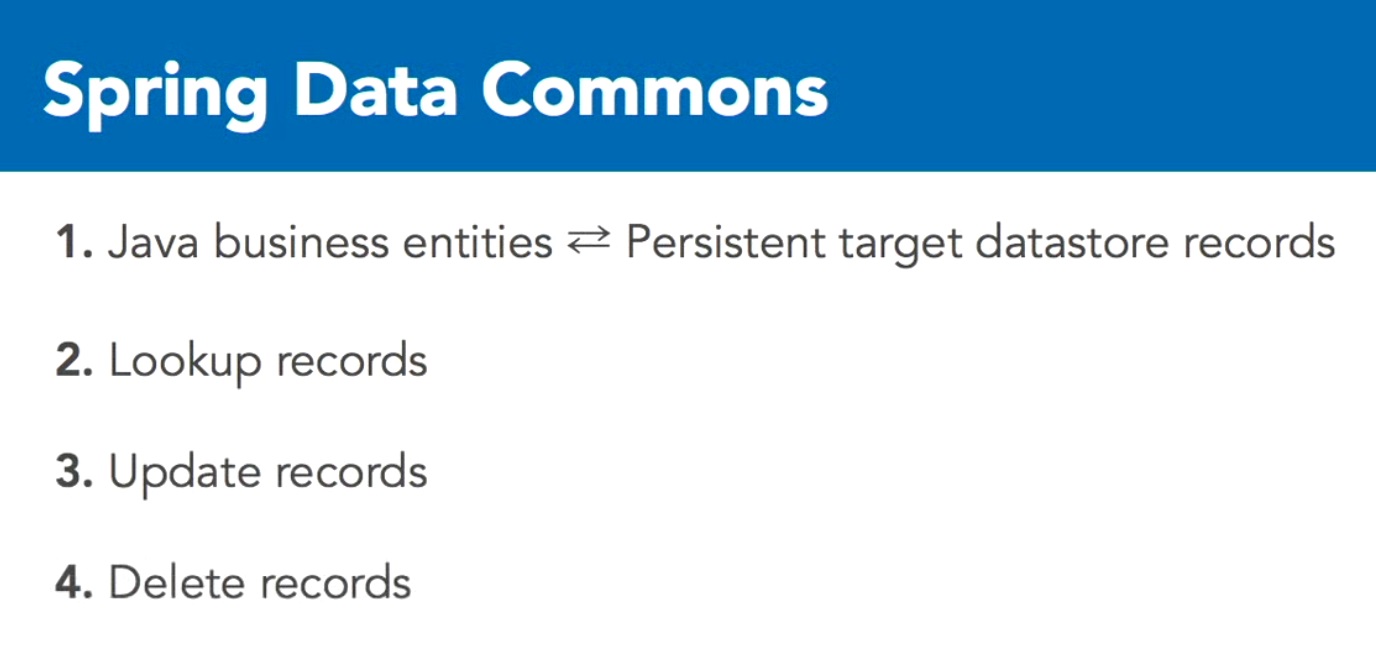 Spring Data Commons
1. Java business entities ⇄ Persistent target datastore records
2. Lookup records
3. Update records
4. Delete records